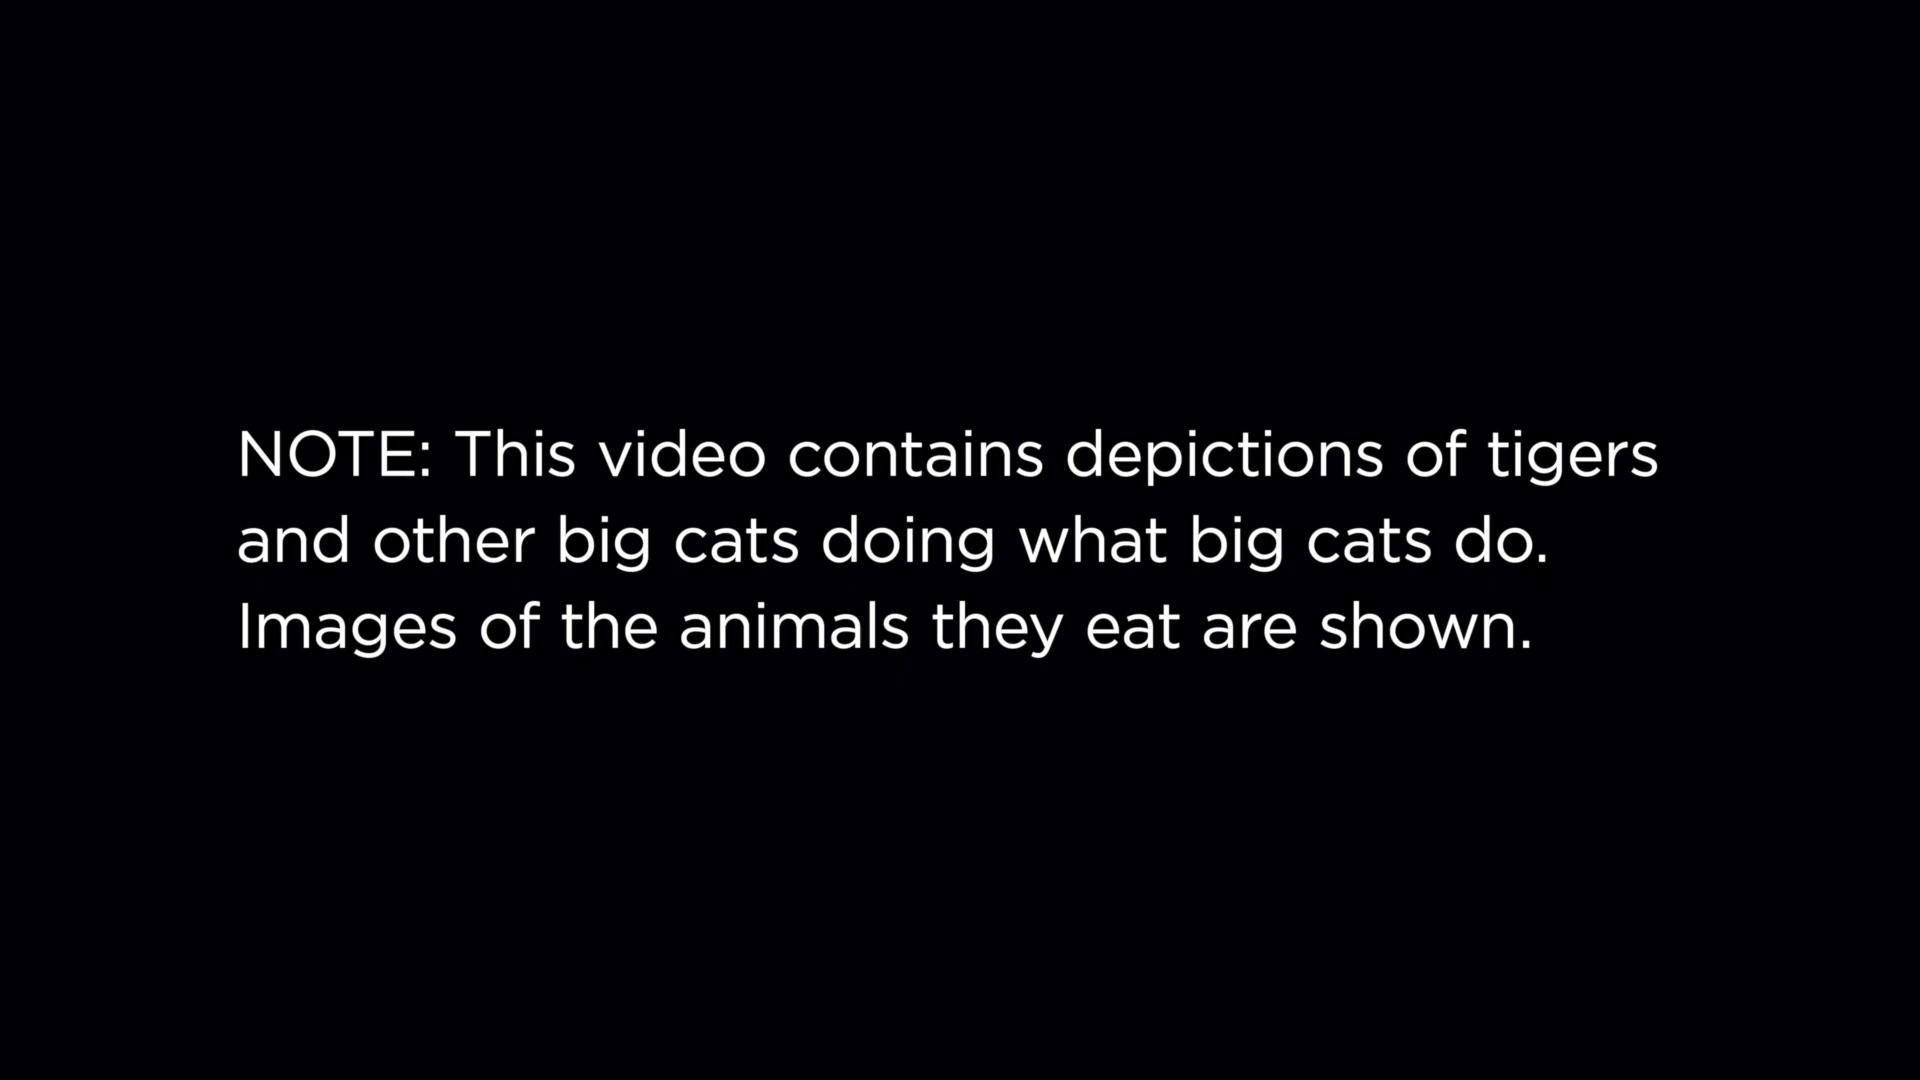 NOTE: This video contains depictions of tigers
and other big cats doing what big cats do.
Images of the animals they eat are shown.